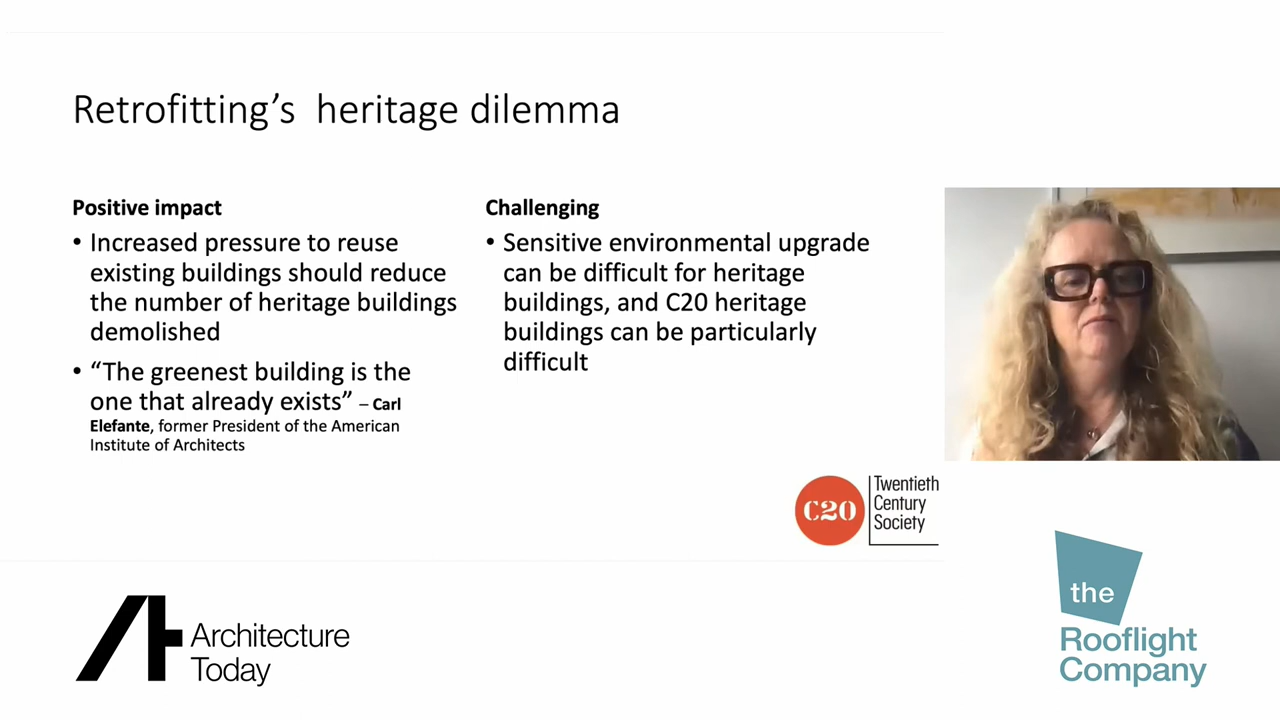 Retrofitting’s heritage dilemma
Positive impact
• Increased pressure to reuse
existing buildings should reduce
the number of heritage buildings
demolished
• “The greenest building is the
one that already exists” – Carl
Elefante, former President of the American
Institute of Architects
Challenging
• Sensitive environmental upgrade
can be difficult for heritage
buildings, and C20 heritage
buildings can be particularly
difficult
C20
Twentieth
Century
Society
Architecture
Today
the
Rooflight
Company